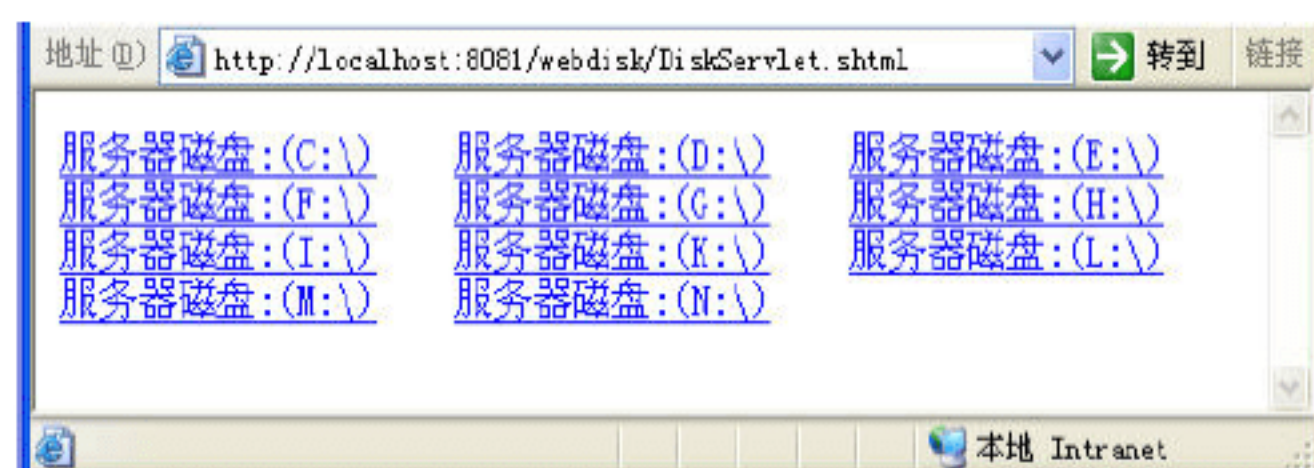 地址(D) http://localhost:8081/webdisk/DiskServlet.shtml 转到 链接
服务器磁盘:(C:\) 服务器磁盘:(D:\) 服务器磁盘:(E:\)
服务器磁盘:(F:\) 服务器磁盘:(G:\) 服务器磁盘:(H:\)
服务器磁盘:(I:\) 服务器磁盘:(K:\) 服务器磁盘:(L:\)
服务器磁盘:(M:\) 服务器磁盘:(N:\)
本地 Intranet